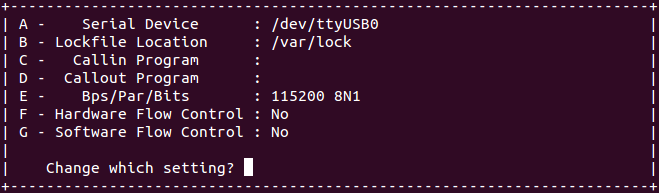 A - Serial Device : /dev/ttyUSB0
B - Lockfile Location : /var/lock
C - Callin Program :
D - Callout Program :
E - Bps/Par/Bits : 115200 8N1
F - Hardware Flow Control : No
G - Software Flow Control : No
Change which setting?